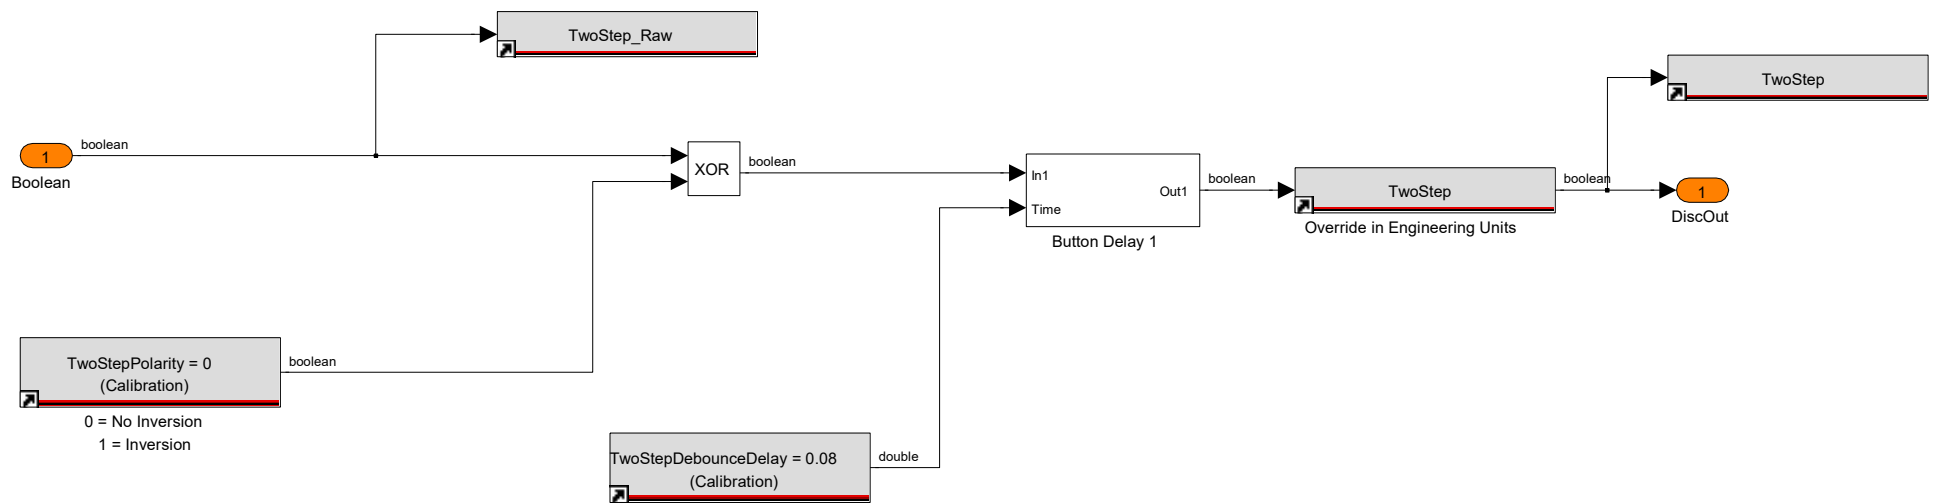 TwoStep_Raw
TwoStep
1
boolean
Boolean
XOR
boolean
In1
Time
Out1
Button Delay 1
boolean
TwoStep
Override in Engineering Units
boolean
1
DiscOut
TwoStepPolarity = 0
(Calibration)
boolean
0 = No Inversion
1 = Inversion
TwoStepDebounceDelay = 0.08
(Calibration)
double